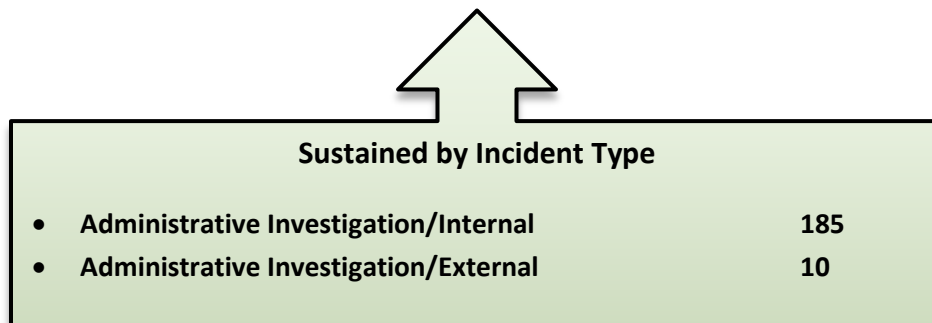 Sustained by Incident Type
• Administrative Investigation/Internal 185
• Administrative Investigation/External 10